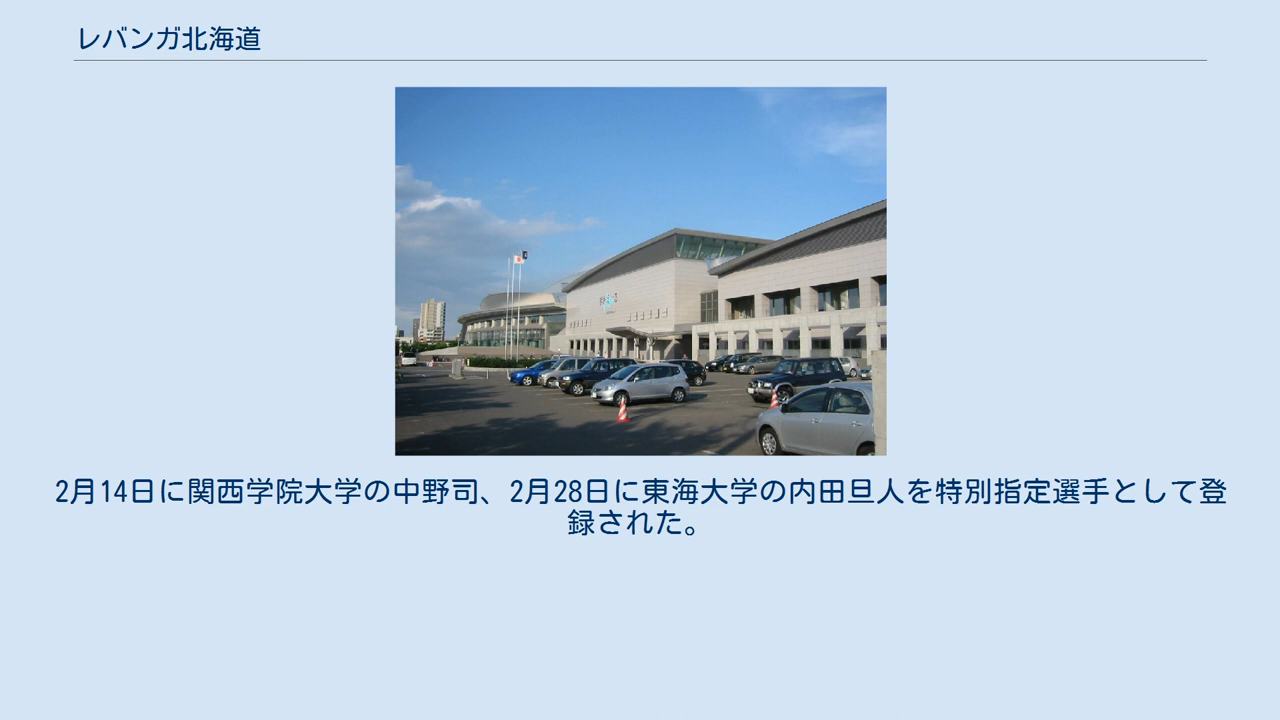 レバンガ北海道
2月14日に関西学院大学の中野司、2月28日に東海大学の内田旦人を特別指定選手として登
録された。